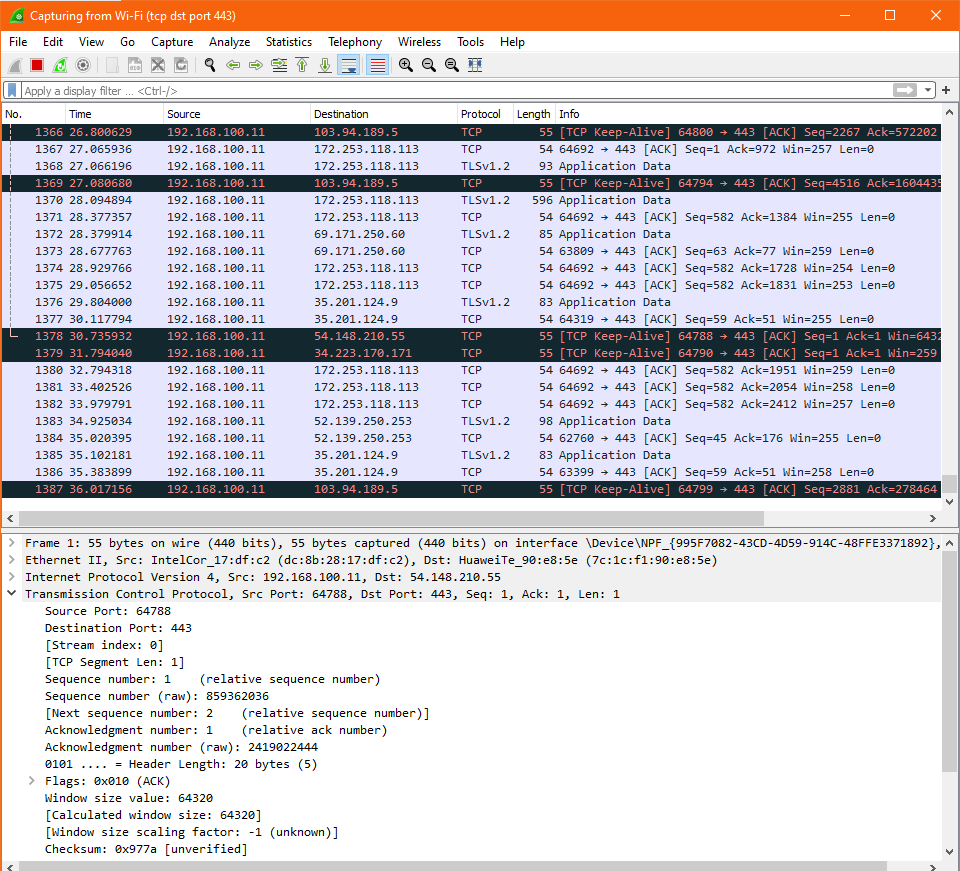 Capturing from Wi-Fi (tcp dst port 443)
File Edit View Go Capture Analyze Statistics Telephony Wireless Tools Help
Apply a display filter ... <Ctrl-/>
No. Time Source Destination Protocol Length Info
1366 26.800629 192.168.100.11 103.94.189.5 TCP 55 [TCP Keep-Alive] 64800 → 443 [ACK] Seq=2267 Ack=572202
1367 27.065936 192.168.100.11 172.253.118.113 TCP 54 64692 → 443 [ACK] Seq=1 Ack=972 Win=257 Len=0
1368 27.066196 192.168.100.11 172.253.118.113 TLSv1.2 93 Application Data
1369 27.080680 192.168.100.11 103.94.189.5 TCP 55 [TCP Keep-Alive] 64794 → 443 [ACK] Seq=4516 Ack=1604435
1370 28.094894 192.168.100.11 172.253.118.113 TLSv1.2 596 Application Data
1371 28.377357 192.168.100.11 172.253.118.113 TCP 54 64692 → 443 [ACK] Seq=582 Ack=1384 Win=255 Len=0
1372 28.379914 192.168.100.11 69.171.250.60 TLSv1.2 85 Application Data
1373 28.677763 192.168.100.11 69.171.250.60 TCP 54 63809 → 443 [ACK] Seq=63 Ack=77 Win=259 Len=0
1374 28.929766 192.168.100.11 172.253.118.113 TCP 54 64692 → 443 [ACK] Seq=582 Ack=1728 Win=254 Len=0
1375 29.056652 192.168.100.11 172.253.118.113 TCP 54 64692 → 443 [ACK] Seq=582 Ack=1831 Win=253 Len=0
1376 29.804000 192.168.100.11 35.201.124.9 TLSv1.2 83 Application Data
1377 30.117795 192.168.100.11 35.201.124.9 TCP 54 64319 → 443 [ACK] Seq=59 Ack=51 Win=255 Len=0
1378 30.735932 192.168.100.11 54.148.210.55 TCP 55 [TCP Keep-Alive] 64788 → 443 [ACK] Seq=1 Ack=1 Win=6432
1379 31.794040 192.168.100.11 34.223.170.171 TCP 55 [TCP Keep-Alive] 64790 → 443 [ACK] Seq=1 Ack=1 Win=259
1380 32.794318 192.168.100.11 172.253.118.113 TCP 54 64692 → 443 [ACK] Seq=582 Ack=1951 Win=259 Len=0
1381 33.402526 192.168.100.11 172.253.118.113 TCP 54 64692 → 443 [ACK] Seq=582 Ack=2054 Win=258 Len=0
1382 33.979791 192.168.100.11 172.253.118.113 TCP 54 64692 → 443 [ACK] Seq=582 Ack=2412 Win=257 Len=0
1383 34.925034 192.168.100.11 52.139.250.253 TLSv1.2 98 Application Data
1384 35.020395 192.168.100.11 52.139.250.253 TCP 54 62760 → 443 [ACK] Seq=45 Ack=176 Win=255 Len=0
1385 35.102181 192.168.100.11 35.201.124.9 TLSv1.2 83 Application Data
1386 35.383899 192.168.100.11 35.201.124.9 TCP 54 63399 → 443 [ACK] Seq=59 Ack=51 Win=258 Len=0
1387 36.017156 192.168.100.11 103.94.189.5 TCP 55 [TCP Keep-Alive] 64799 → 443 [ACK] Seq=2881 Ack=278464
Frame 1: 55 bytes on wire (440 bits), 55 bytes captured (440 bits) on interface \Device\NPF_{995F7082-43CD-4D59-914C-48FFE3371892},
Ethernet II, Src: IntelCor_17:df:c2 (dc:8b:28:17:df:c2), Dst: HuaweiTe_90:e8:5e (7c:1c:f1:90:e8:5e)
Internet Protocol Version 4, Src: 192.168.100.11, Dst: 54.148.210.55
Transmission Control Protocol, Src Port: 64788, Dst Port: 443, Seq: 1, Ack: 1, Len: 1
Source Port: 64788
Destination Port: 443
[Stream index: 0]
[TCP Segment Len: 1]
Sequence number: 1 (relative sequence number)
Sequence number (raw): 859362036
[Next sequence number: 2 (relative sequence number)]
Acknowledgment number: 1 (relative ack number)
Acknowledgment number (raw): 2419022444
0101 .... = Header Length: 20 bytes (5)
Flags: 0x010 (ACK)
Window size value: 64320
[Calculated window size: 64320]
[Window size scaling factor: -1 (unknown)]
Checksum: 0x977a [unverified]